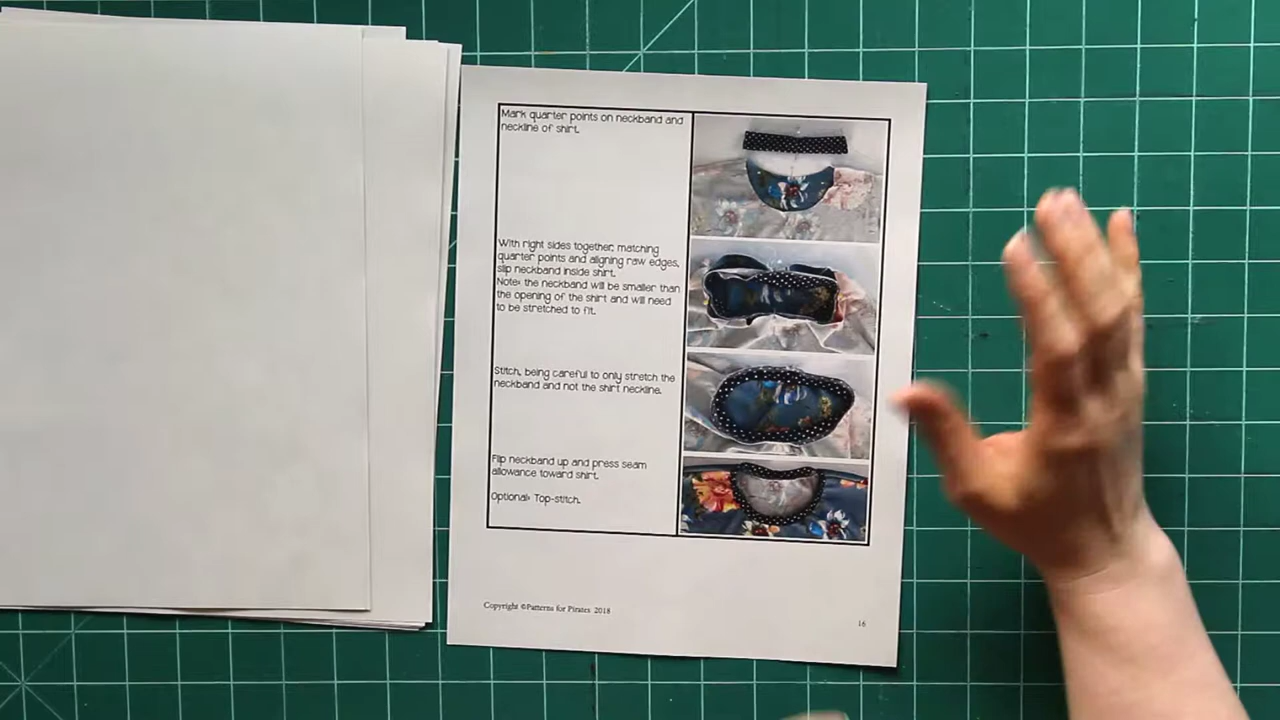 Mark quarter points on neckband and
neckline of shirt.
With right sides together, matching
quarter points and aligning raw edges,
slip neckband inside shirt.
Note: the neckband will be smaller than
the opening of the shirt and will need
to be stretched to fit.
Stitch, being careful to only stretch the
neckband and not the shirt neckline.
Flip neckband up and press seam
allowance toward shirt.
Optional: Top-stitch.
Copyright ©Patterns for Pirates 2018
16